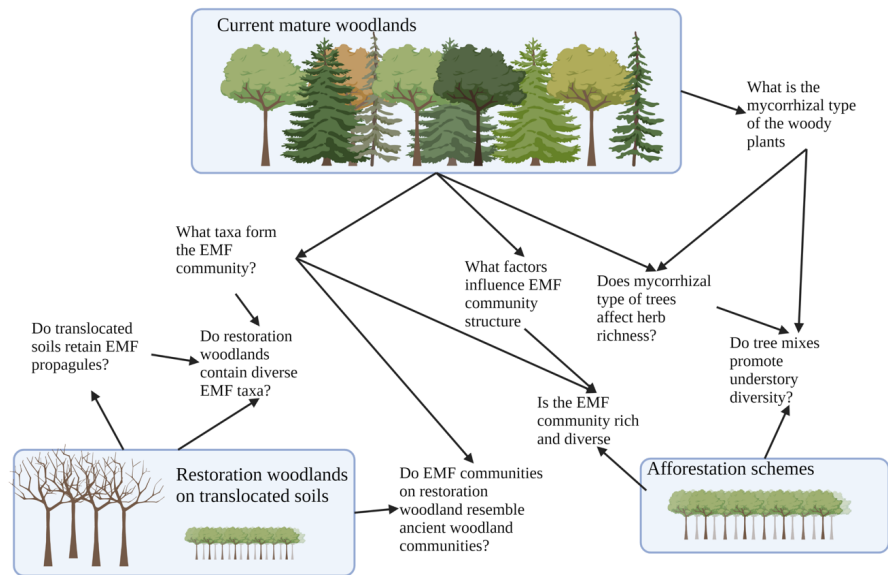 Current mature woodlands
What is the
mycorrhizal type
of the woody
plants
What taxa form
the EMF
community?
What factors
influence EMF
community
structure
Does mycorrhizal
type of trees
affect herb
richness?
Do translocated
soils retain EMF
propagules?
Do restoration
woodlands
contain diverse
EMF taxa?
Do tree mixes
promote
understory
diversity?
Is the EMF
community rich
and diverse
Restoration woodlands
on translocated soils
Do EMF communities
on restoration
woodland resemble
ancient woodland
communities?
Afforestation schemes